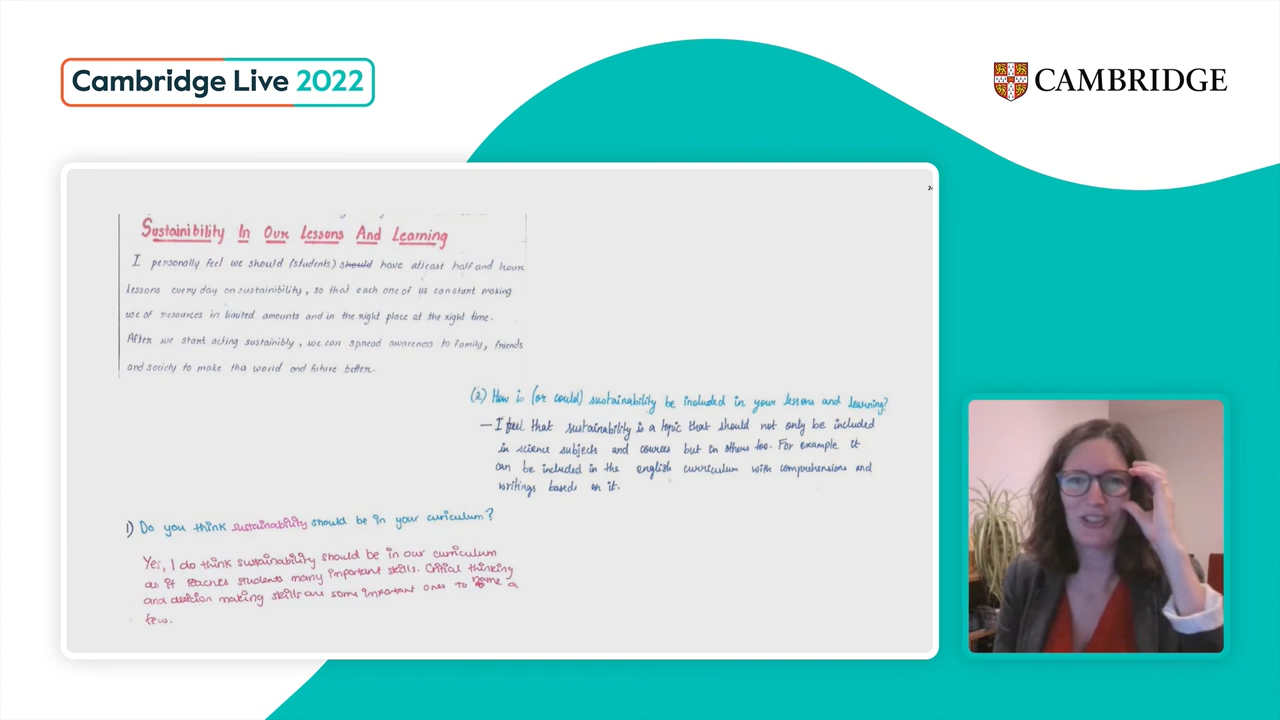 Cambridge Live 2022
CAMBRIDGE
Sustainibility In Our Lessons And Learning
I personally feel we should (students) should have atleast half and hour
lessons every day on sustainibility, so that each one of us can start making
use of resources in limited amounts and in the right place at the right time.
After we start acting sustainibly, we can spread awareness to family, friends
and society to make this world and future better.
(2) How is (or could) sustainability be included in your lessons and learning?
— I feel that sustainability is a topic that should not only be included
in science subjects and courses but in others too. For example it
can be included in the english curriculum with comprehensions and
writings based on it.
1) Do you think sustainability should be in your curiculum?
Yes, I do think sustainability should be in our curiculum
as it teaches students many important skills. Critial thinking
and decision making skills are some important ones to name a
few.